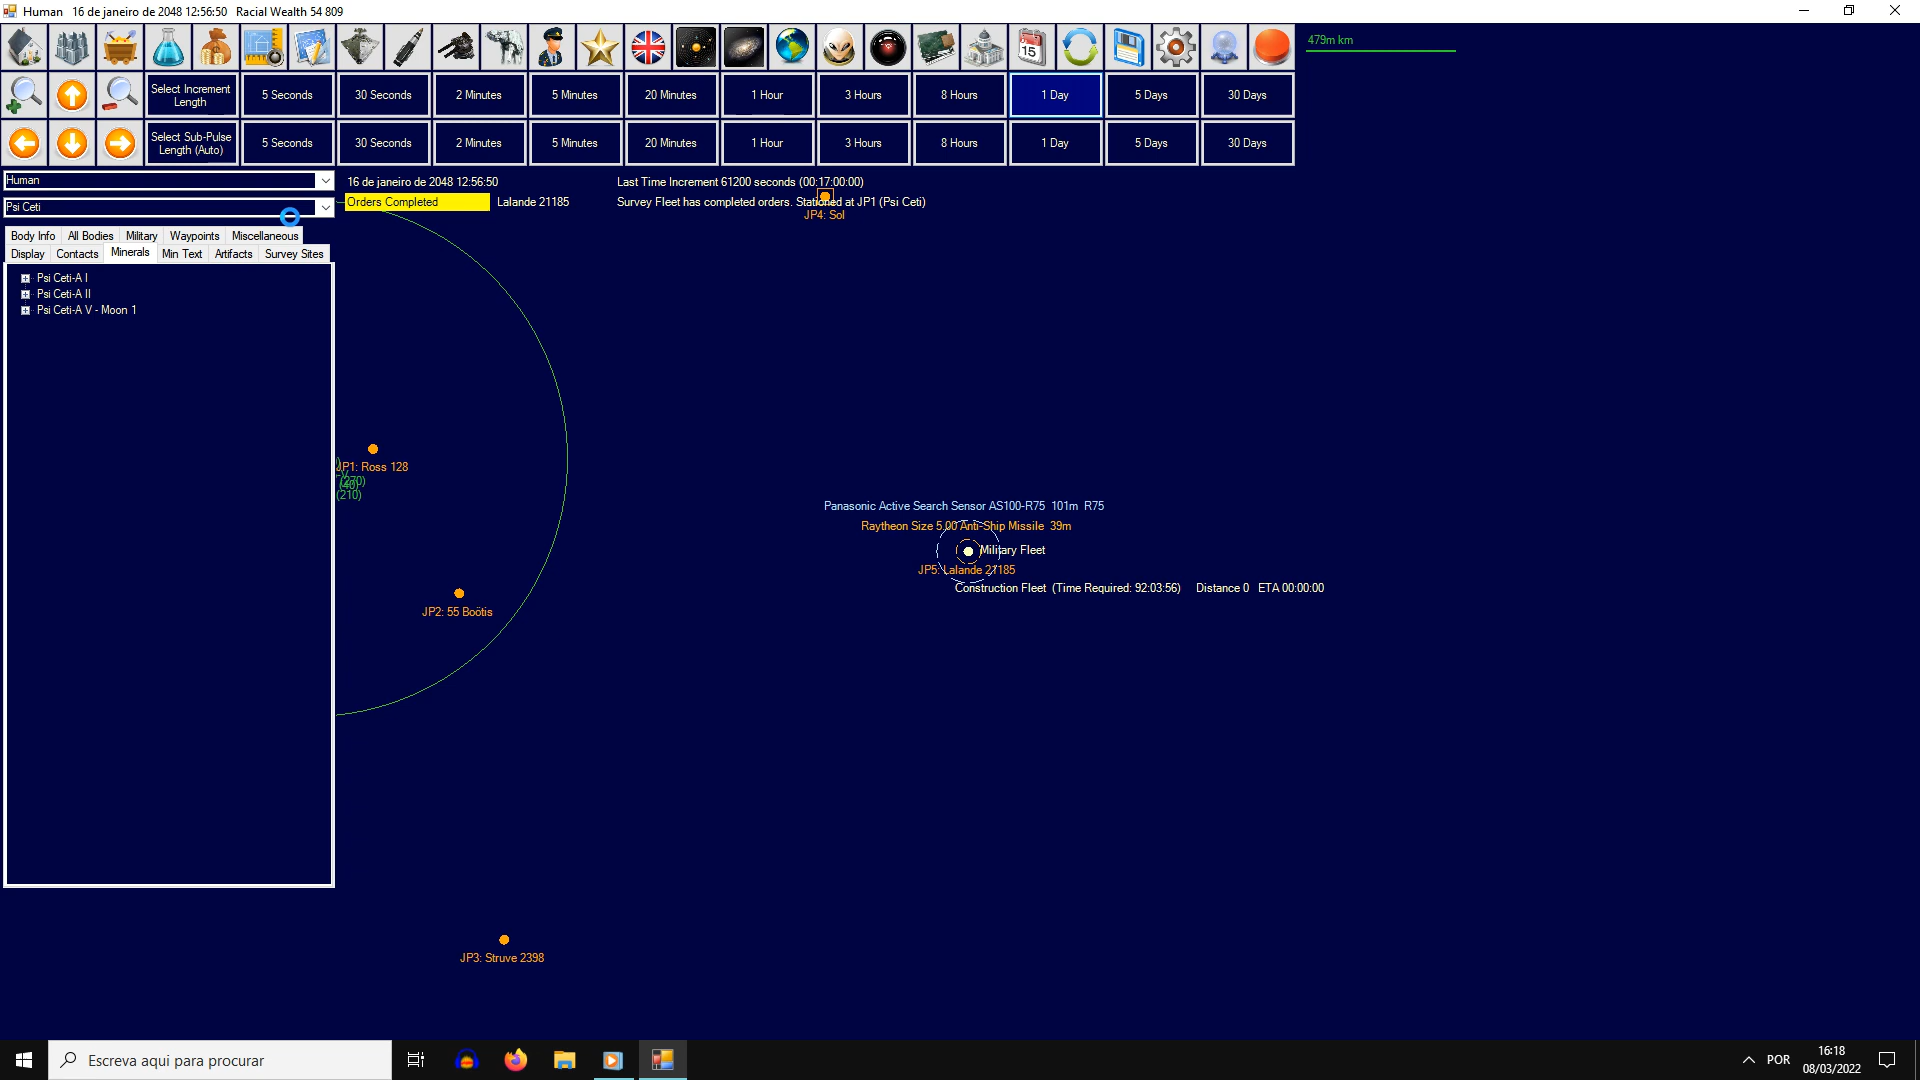 Human 16 de janeiro de 2048 12:56:50 Racial Wealth 54 809
479m km
15
Select Increment Length
5 Seconds
30 Seconds
2 Minutes
5 Minutes
20 Minutes
1 Hour
3 Hours
8 Hours
1 Day
5 Days
30 Days
Select Sub-Pulse Length (Auto)
5 Seconds
30 Seconds
2 Minutes
5 Minutes
20 Minutes
1 Hour
3 Hours
8 Hours
1 Day
5 Days
30 Days
Human
16 de janeiro de 2048 12:56:50
Last Time Increment 61200 seconds (00:17:00:00)
Psi Ceti
Orders Completed
Lalande 21185
Survey Fleet has completed orders. Stationed at JP1 (Psi Ceti)
JP4: Sol
Body Info All Bodies Military Waypoints Miscellaneous
Display Contacts Minerals Min Text Artifacts Survey Sites
Psi Ceti-A I
Psi Ceti-A II
Psi Ceti-A V - Moon 1
JP1: Ross 128
(270)
(40)
(210)
Panasonic Active Search Sensor AS100-R75 101m R75
Raytheon Size 5.00 Anti-Ship Missile 39m
Military Fleet
JP5: Lalande 21185
Construction Fleet (Time Required: 92:03:56) Distance 0 ETA 00:00:00
JP2: 55 Boötis
JP3: Struve 2398
Escreva aqui para procurar
POR
16:18
08/03/2022